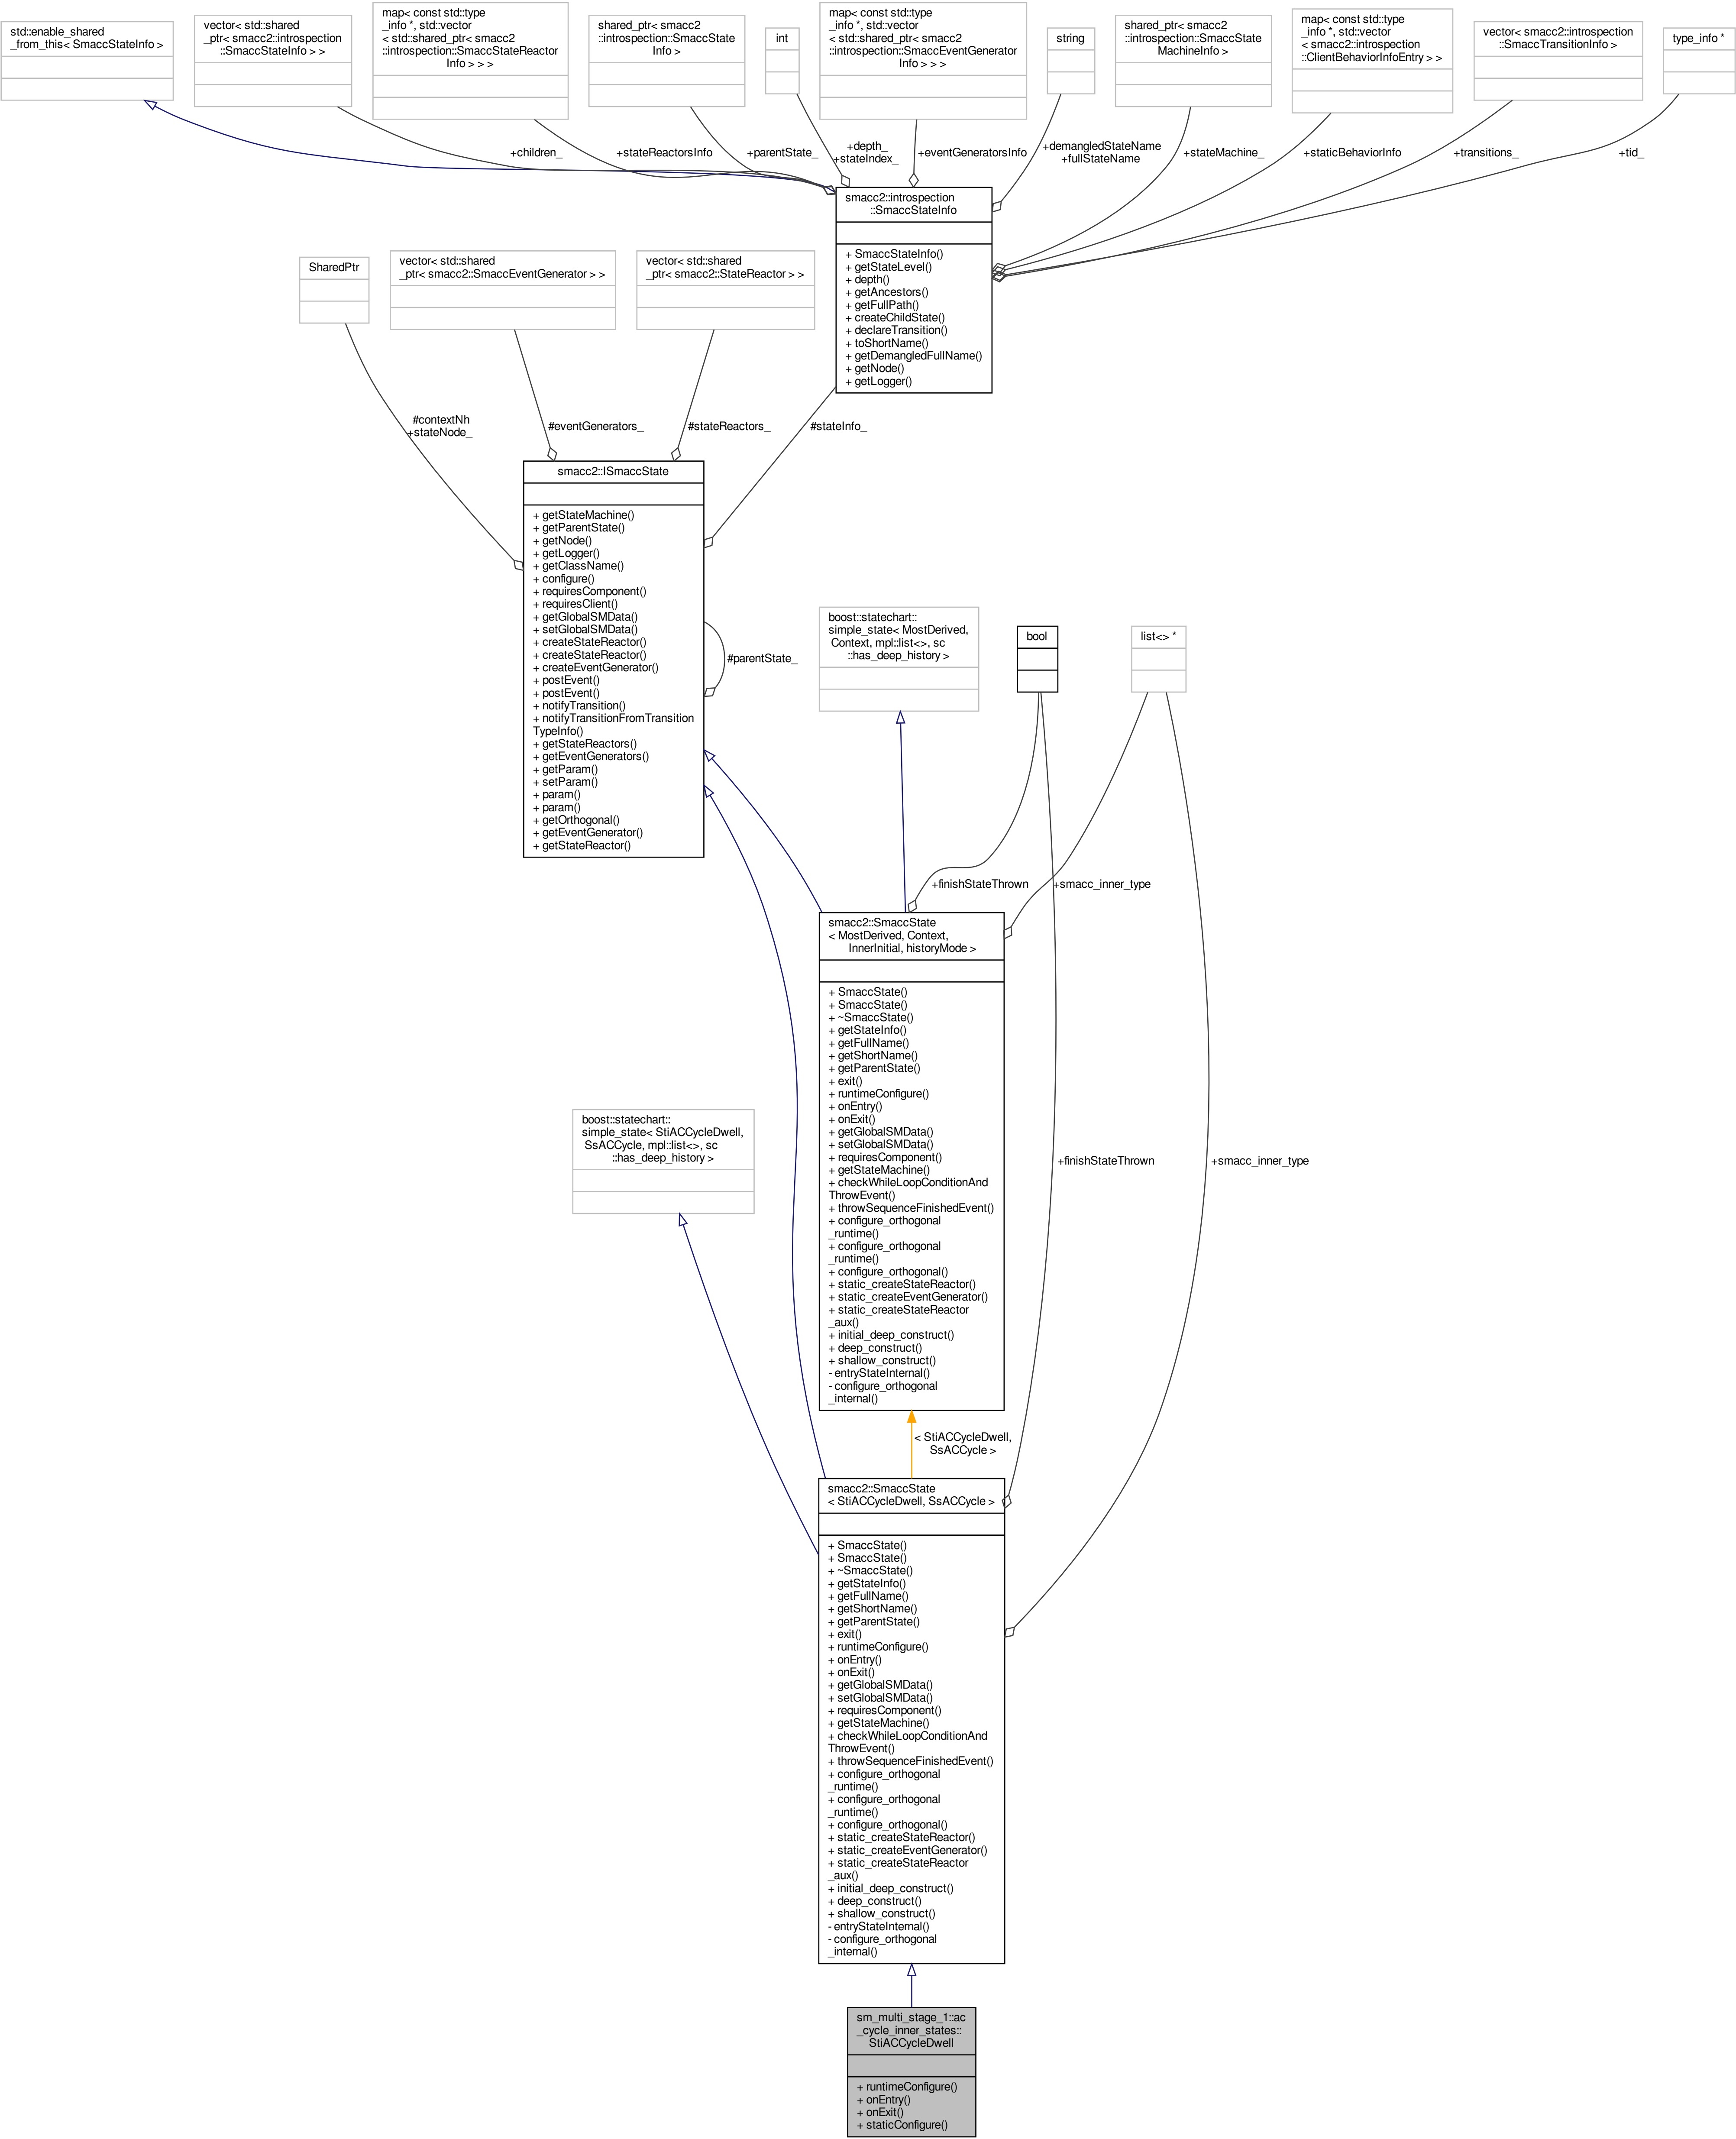 std::enable_shared
_from_this< SmaccStateInfo >
vector< std::shared
_ptr< smacc2::introspection
::SmaccStateInfo > >
map< const std::type
_info *, std::vector
< std::shared_ptr< smacc2
::introspection::SmaccStateReactor
Info > > >
shared_ptr< smacc2
::introspection::SmaccState
Info >
int
map< const std::type
_info *, std::vector
< std::shared_ptr< smacc2
::introspection::SmaccEventGenerator
Info > > >
string
shared_ptr< smacc2
::introspection::SmaccState
MachineInfo >
map< const std::type
_info *, std::vector
< smacc2::introspection
::ClientBehaviorInfoEntry > >
vector< smacc2::introspection
::SmaccTransitionInfo >
type_info *
+children_
+stateReactorsInfo
+parentState_
+depth_
+stateIndex_
+eventGeneratorsInfo
+demangledStateName
+fullStateName
+stateMachine_
+staticBehaviorInfo
+transitions_
+tid_
smacc2::introspection
::SmaccStateInfo
+ SmaccStateInfo()
+ getStateLevel()
+ depth()
+ getAncestors()
+ getFullPath()
+ createChildState()
+ declareTransition()
+ toShortName()
+ getDemangledFullName()
+ getNode()
+ getLogger()
SharedPtr
vector< std::shared
_ptr< smacc2::SmaccEventGenerator > >
vector< std::shared
_ptr< smacc2::StateReactor > >
#contextNh
+stateNode_
#eventGenerators_
#stateReactors_
#stateInfo_
smacc2::ISmaccState
+ getStateMachine()
+ getParentState()
+ getNode()
+ getLogger()
+ getClassName()
+ configure()
+ requiresComponent()
+ requiresClient()
+ getGlobalSMData()
+ setGlobalSMData()
+ createStateReactor()
+ createStateReactor()
+ createEventGenerator()
+ postEvent()
+ postEvent()
+ notifyTransition()
+ notifyTransitionFromTransition
TypeInfo()
+ getStateReactors()
+ getEventGenerators()
+ getParam()
+ setParam()
+ param()
+ param()
+ getOrthogonal()
+ getEventGenerator()
+ getStateReactor()
#parentState_
boost::statechart::
simple_state< MostDerived,
Context, mpl::list<>, sc
::has_deep_history >
bool
list<> *
+finishStateThrown
+smacc_inner_type
smacc2::SmaccState
< MostDerived, Context,
InnerInitial, historyMode >
+ SmaccState()
+ SmaccState()
+ ~SmaccState()
+ getStateInfo()
+ getFullName()
+ getShortName()
+ getParentState()
+ exit()
+ runtimeConfigure()
+ onEntry()
+ onExit()
+ getGlobalSMData()
+ setGlobalSMData()
+ requiresComponent()
+ getStateMachine()
+ checkWhileLoopConditionAnd
ThrowEvent()
+ throwSequenceFinishedEvent()
+ configure_orthogonal
_runtime()
+ configure_orthogonal
_runtime()
+ configure_orthogonal()
+ static_createStateReactor()
+ static_createEventGenerator()
+ static_createStateReactor
_aux()
+ initial_deep_construct()
+ deep_construct()
+ shallow_construct()
- entryStateInternal()
- configure_orthogonal
_internal()
boost::statechart::
simple_state< StiACCycleDwell,
SsACCycle, mpl::list<>, sc
::has_deep_history >
+finishStateThrown
+smacc_inner_type
< StiACCycleDwell,
SsACCycle >
smacc2::SmaccState
< StiACCycleDwell, SsACCycle >
+ SmaccState()
+ SmaccState()
+ ~SmaccState()
+ getStateInfo()
+ getFullName()
+ getShortName()
+ getParentState()
+ exit()
+ runtimeConfigure()
+ onEntry()
+ onExit()
+ getGlobalSMData()
+ setGlobalSMData()
+ requiresComponent()
+ getStateMachine()
+ checkWhileLoopConditionAnd
ThrowEvent()
+ throwSequenceFinishedEvent()
+ configure_orthogonal
_runtime()
+ configure_orthogonal
_runtime()
+ configure_orthogonal()
+ static_createStateReactor()
+ static_createEventGenerator()
+ static_createStateReactor
_aux()
+ initial_deep_construct()
+ deep_construct()
+ shallow_construct()
- entryStateInternal()
- configure_orthogonal
_internal()
sm_multi_stage_1::ac
_cycle_inner_states::
StiACCycleDwell
+ runtimeConfigure()
+ onEntry()
+ onExit()
+ staticConfigure()